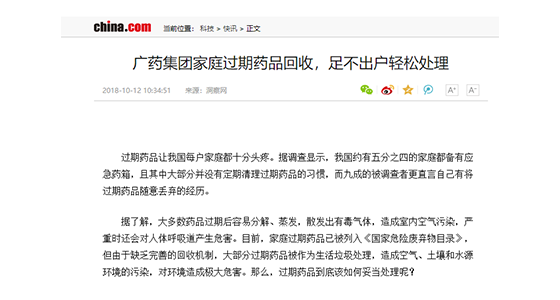 china.com 当前位置：科技 > 快讯 > 正文
广药集团家庭过期药品回收，足不出户轻松处理
2018-10-12 10:34:51 来源：洞察网 A+ A-
过期药品让我国每户家庭都十分头疼。据调查显示，我国约有五分之四的家庭都备有应
急药箱，且其中大部分并没有定期清理过期药品的习惯，而九成的被调查者更直言自己有将
过期药品随意丢弃的经历。
据了解，大多数药品过期后容易分解、蒸发，散发出有毒气体，造成室内空气污染，严
重时还会对人体呼吸道产生危害。目前，家庭过期药品已被列入《国家危险废弃物目录》，
但由于缺乏完善的回收机制，大部分过期药品被作为生活垃圾处理，造成空气、土壤和水源
环境的污染，对环境造成极大危害。那么，过期药品到底该如何妥当处理呢？